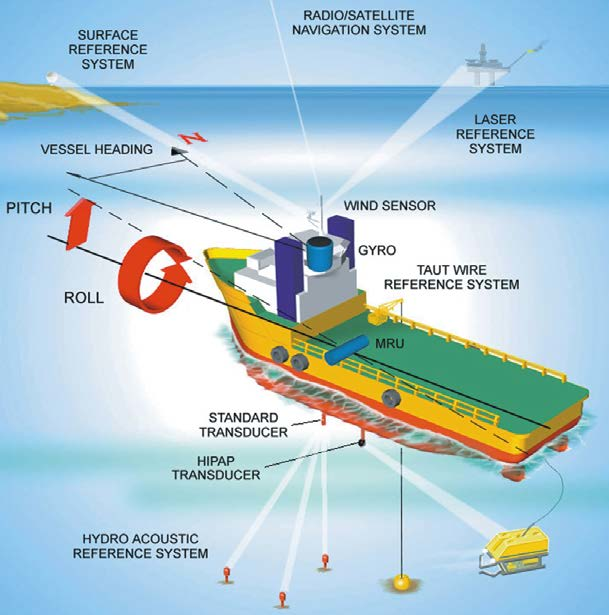 RADIO/SATELLITE
NAVIGATION SYSTEM
SURFACE
REFERENCE
SYSTEM
LASER
REFERENCE
SYSTEM
N
VESSEL HEADING
WIND SENSOR
PITCH
GYRO
ROLL
TAUT WIRE
REFERENCE SYSTEM
MRU
STANDARD
TRANSDUCER
HIPAP
TRANSDUCER
HYDRO ACOUSTIC
REFERENCE SYSTEM